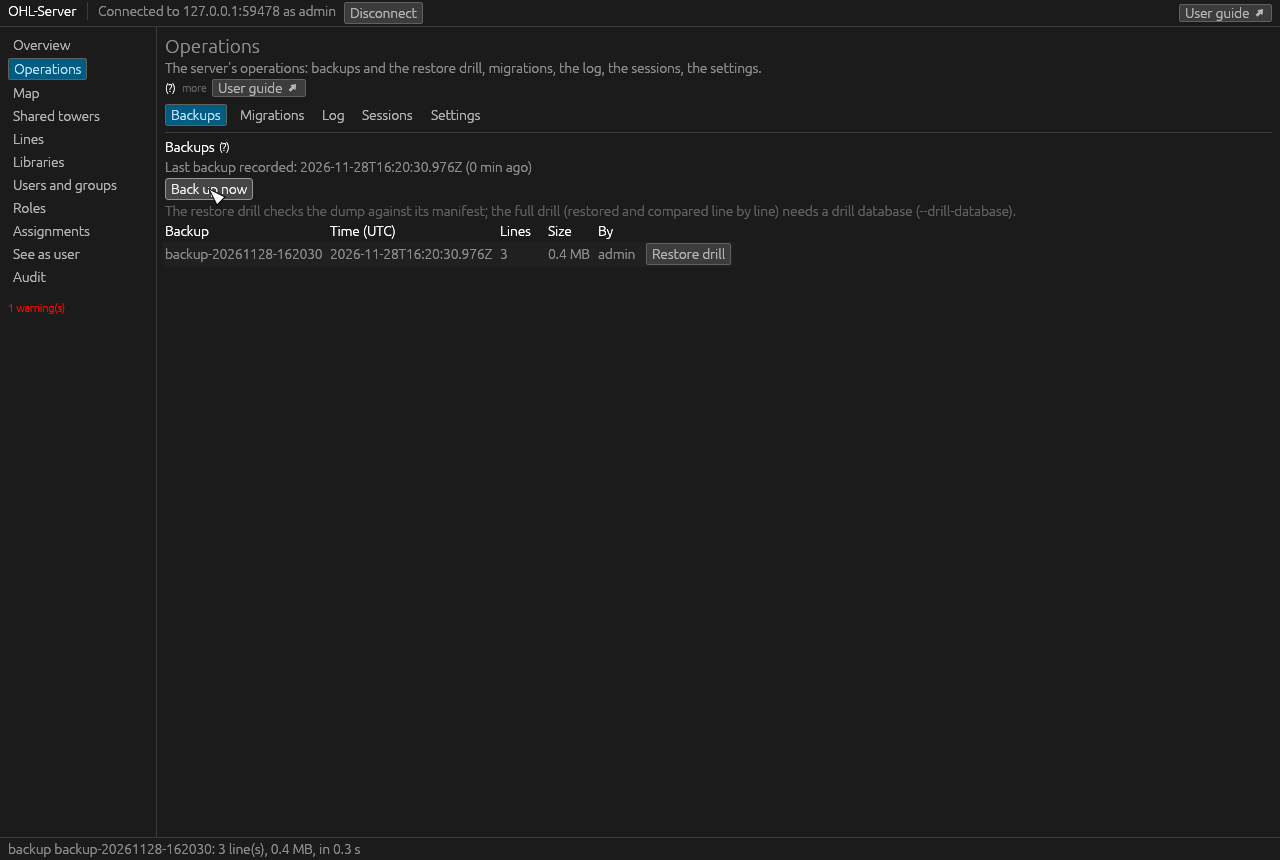 OHL-Server Connected to 127.0.0.1:59478 as admin Disconnect User guide
Overview
Operations
Map
Shared towers
Lines
Libraries
Users and groups
Roles
Assignments
See as user
Audit
1 warning(s)
Operations
The server's operations: backups and the restore drill, migrations, the log, the sessions, the settings.
(?) more User guide
Backups Migrations Log Sessions Settings
Backups (?)
Last backup recorded: 2026-11-28T16:20:30.976Z (0 min ago)
Back up now
The restore drill checks the dump against its manifest; the full drill (restored and compared line by line) needs a drill database (--drill-database).
Backup Time (UTC) Lines Size By
backup-20261128-162030 2026-11-28T16:20:30.976Z 3 0.4 MB admin Restore drill
backup backup-20261128-162030: 3 line(s), 0.4 MB, in 0.3 s